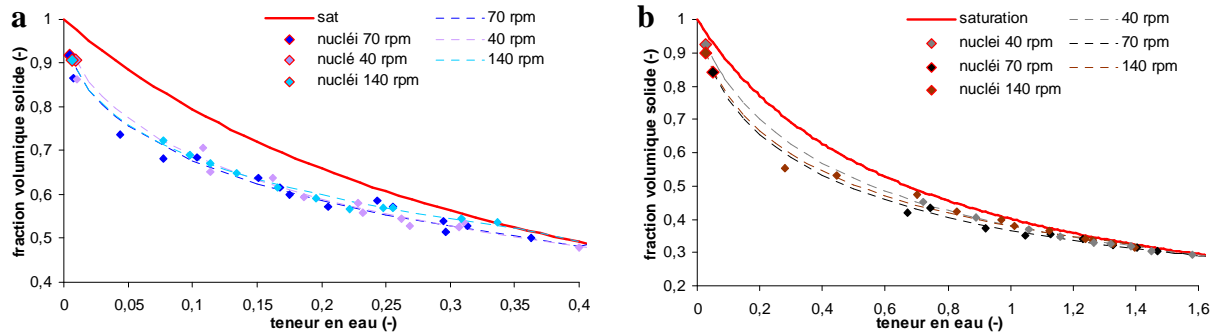 a
sat
70 rpm
nucléi 70 rpm
40 rpm
nuclé 40 rpm
140 rpm
nucléi 140 rpm
fraction volumique solide (-)
1
0,9
0,8
0,7
0,6
0,5
0,4
0
0,05
0,1
0,15
0,2
0,25
0,3
0,35
0,4
teneur en eau (-)
b
saturation
40 rpm
nuclei 40 rpm
70 rpm
nucléi 70 rpm
140 rpm
nucléi 140 rpm
fraction volumique solide (-)
1
0,9
0,8
0,7
0,6
0,5
0,4
0,3
0,2
0
0,2
0,4
0,6
0,8
1
1,2
1,4
1,6
teneur en eau (-)